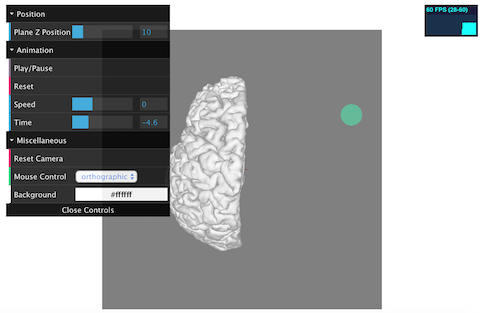 Position
Plane Z Position 10
Animation
Play/Pause
Reset
Speed 0
Time -4.6
Miscellaneous
Reset Camera
Mouse Control orthographic
Background #ffffff
Close Controls
60 FPS (28-60)